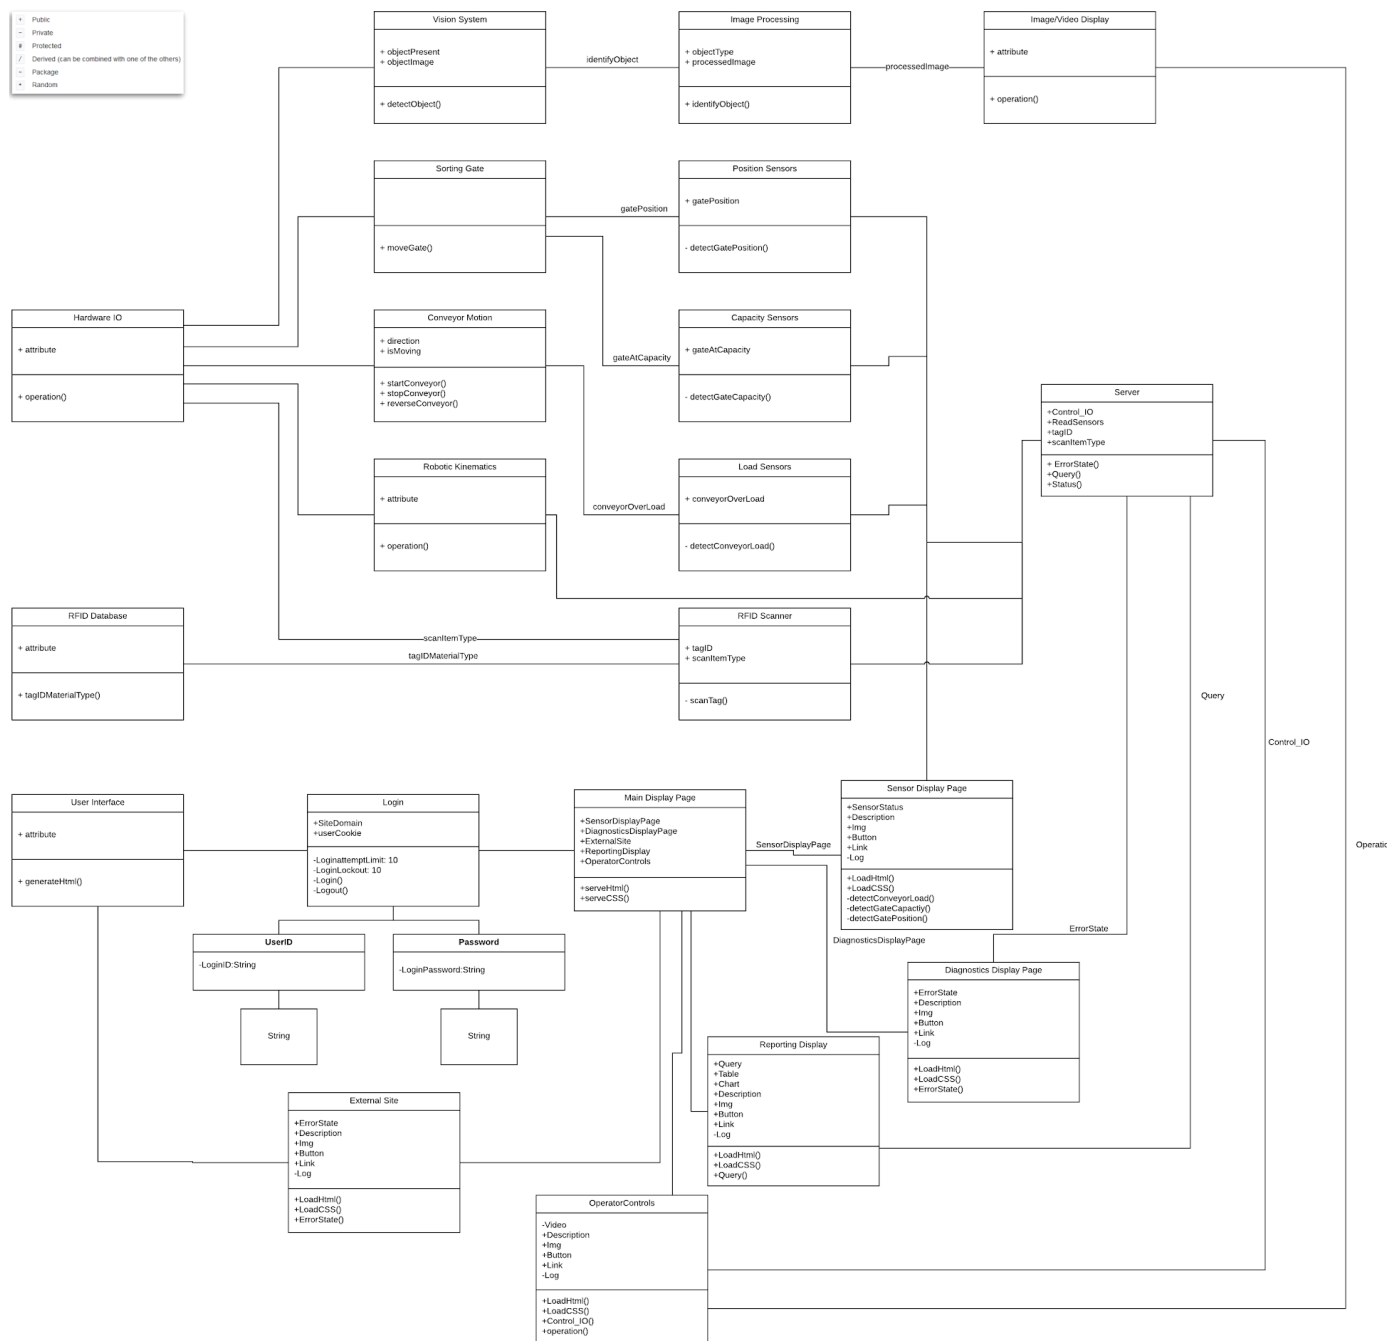 + Public
~ Private
# Protected
/ Derived (can be combined with one of the others)
~ Package
* Random
Vision System
+ objectPresent
+ objectImage
+ detectObject()
identifyObject
Image Processing
+ objectType
+ processedImage
+ identifyObject()
processedImage
Image/Video Display
+ attribute
+ operation()
Sorting Gate
+ moveGate()
gatePosition
Position Sensors
+ gatePosition
- detectGatePosition()
Hardware IO
+ attribute
+ operation()
Conveyor Motion
+ direction
+ isMoving
+ startConveyor()
+ stopConveyor()
+ reverseConveyor()
gateAtCapacity
Capacity Sensors
+ gateAtCapacity
- detectGateCapacity()
Server
+Control_IO
+ReadSensors
+tagID
+scanItemType
+ ErrorState()
+Query()
+Status()
Robotic Kinematics
+ attribute
+ operation()
conveyorOverLoad
Load Sensors
+ conveyorOverLoad
- detectConveyorLoad()
RFID Database
+ attribute
+ tagIDMaterialType()
scanItemType
tagIDMaterialType
RFID Scanner
+ tagID
+ scanItemType
- scanTag()
Query
Control_IO
Operatio
User Interface
+ attribute
+ generateHtml()
Login
+SiteDomain
+userCookie
-LoginattemptLimit: 10
-LoginLockout: 10
-Login()
-Logout()
UserID
-LoginID:String
String
Password
-LoginPassword:String
String
Main Display Page
+SensorDisplayPage
+DiagnosticsDisplayPage
+ExternalSite
+ReportingDisplay
+OperatorControls
+serveHtml()
+serveCSS()
SensorDisplayPage
Sensor Display Page
+SensorStatus
+Description
+Img
+Button
+Link
-Log
+LoadHtml()
+LoadCSS()
-detectConveyorLoad()
-detectGateCapactiy()
-detectGatePosition()
DiagnosticsDisplayPage
ErrorState
Diagnostics Display Page
+ErrorState
+Description
+Img
+Button
+Link
-Log
+LoadHtml()
+LoadCSS()
+ErrorState()
Reporting Display
+Query
+Table
+Chart
+Description
+Img
+Button
+Link
-Log
+LoadHtml()
+LoadCSS()
+Query()
External Site
+ErrorState
+Description
+Img
+Button
+Link
-Log
+LoadHtml()
+LoadCSS()
+ErrorState()
OperatorControls
-Video
+Description
+Img
+Button
+Link
-Log
+LoadHtml()
+LoadCSS()
+Control_IO()
+operation()